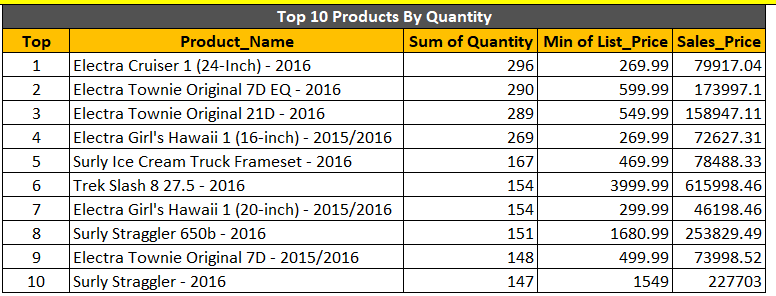 Top 10 Products By Quantity
Top Product_Name Sum of Quantity Min of List_Price Sales_Price
1 Electra Cruiser 1 (24-Inch) - 2016 296 269.99 79917.04
2 Electra Townie Original 7D EQ - 2016 290 599.99 173997.1
3 Electra Townie Original 21D - 2016 289 549.99 158947.11
4 Electra Girl's Hawaii 1 (16-inch) - 2015/2016 269 269.99 72627.31
5 Surly Ice Cream Truck Frameset - 2016 167 469.99 78488.33
6 Trek Slash 8 27.5 - 2016 154 3999.99 615998.46
7 Electra Girl's Hawaii 1 (20-inch) - 2015/2016 154 299.99 46198.46
8 Surly Straggler 650b - 2016 151 1680.99 253829.49
9 Electra Townie Original 7D - 2015/2016 148 499.99 73998.52
10 Surly Straggler - 2016 147 1549 227703